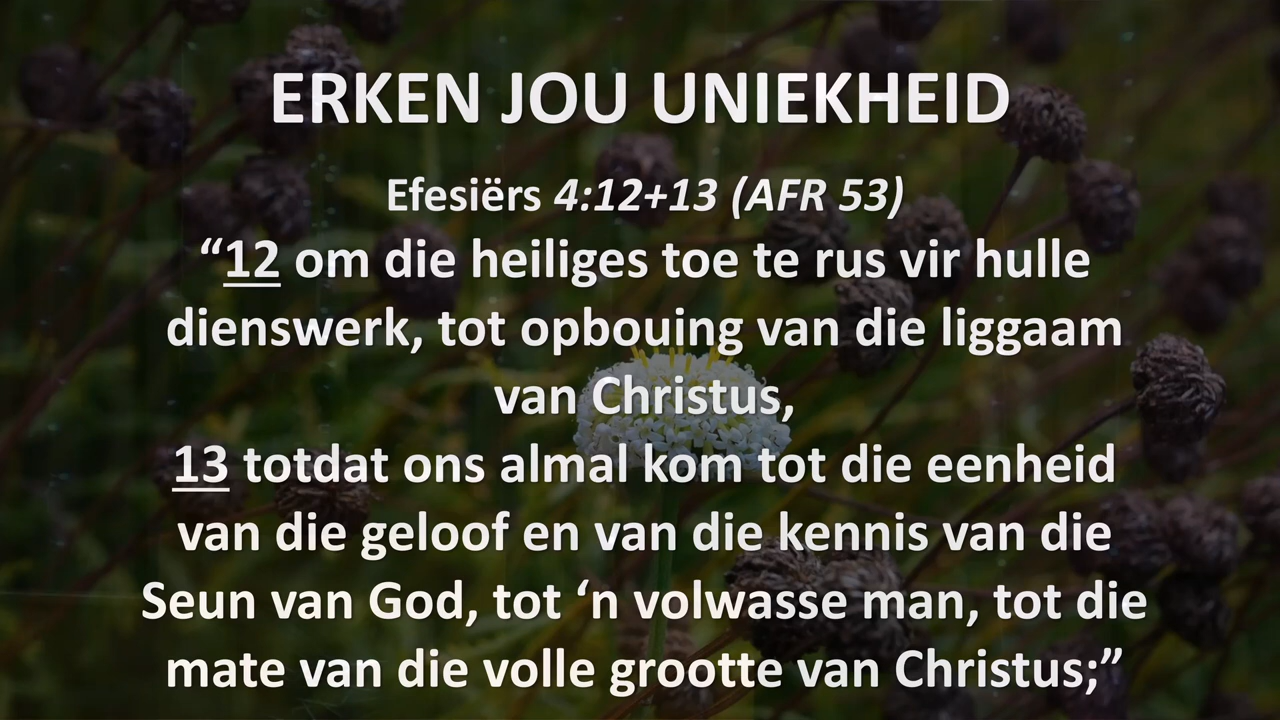 ERKEN JOU UNIEKHEID
Efesiërs 4:12+13 (AFR 53)
“12 om die heiliges toe te rus vir hulle
dienswerk, tot opbouing van die liggaam
van Christus,
13 totdat ons almal kom tot die eenheid
van die geloof en van die kennis van die
Seun van God, tot ‘n volwasse man, tot die
mate van die volle grootte van Christus;”